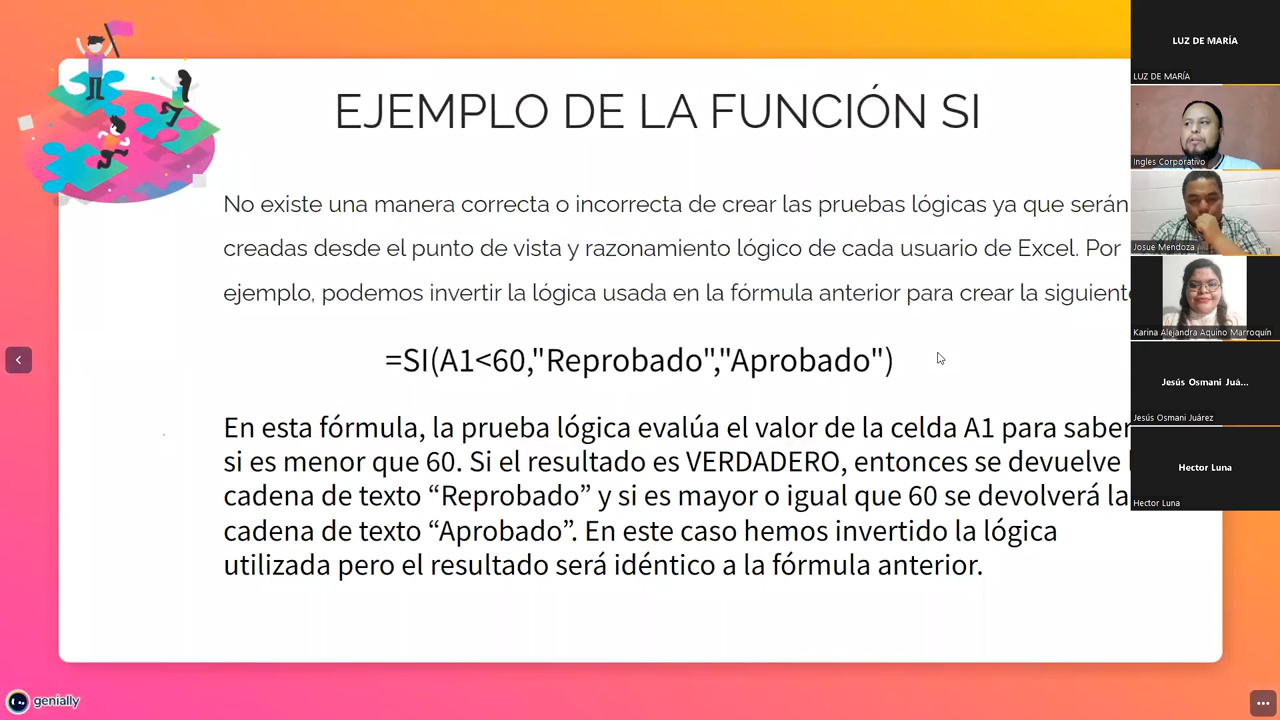 EJEMPLO DE LA FUNCIÓN SI
No existe una manera correcta o incorrecta de crear las pruebas lógicas ya que serán
creadas desde el punto de vista y razonamiento lógico de cada usuario de Excel. Por
ejemplo, podemos invertir la lógica usada en la fórmula anterior para crear la siguient
=SI(A1<60,"Reprobado","Aprobado")
En esta fórmula, la prueba lógica evalúa el valor de la celda A1 para saber
si es menor que 60. Si el resultado es VERDADERO, entonces se devuelve
cadena de texto “Reprobado” y si es mayor o igual que 60 se devolverá la
cadena de texto “Aprobado”. En este caso hemos invertido la lógica
utilizada pero el resultado será idéntico a la fórmula anterior.
LUZ DE MARÍA
LUZ DE MARÍA
Ingles Corporativo
Josue Mendoza
Karina Alejandra Aquino Marroquín
Jesús Osmani Juá...
Jesús Osmani Juárez
Hector Luna
Hector Luna
genially